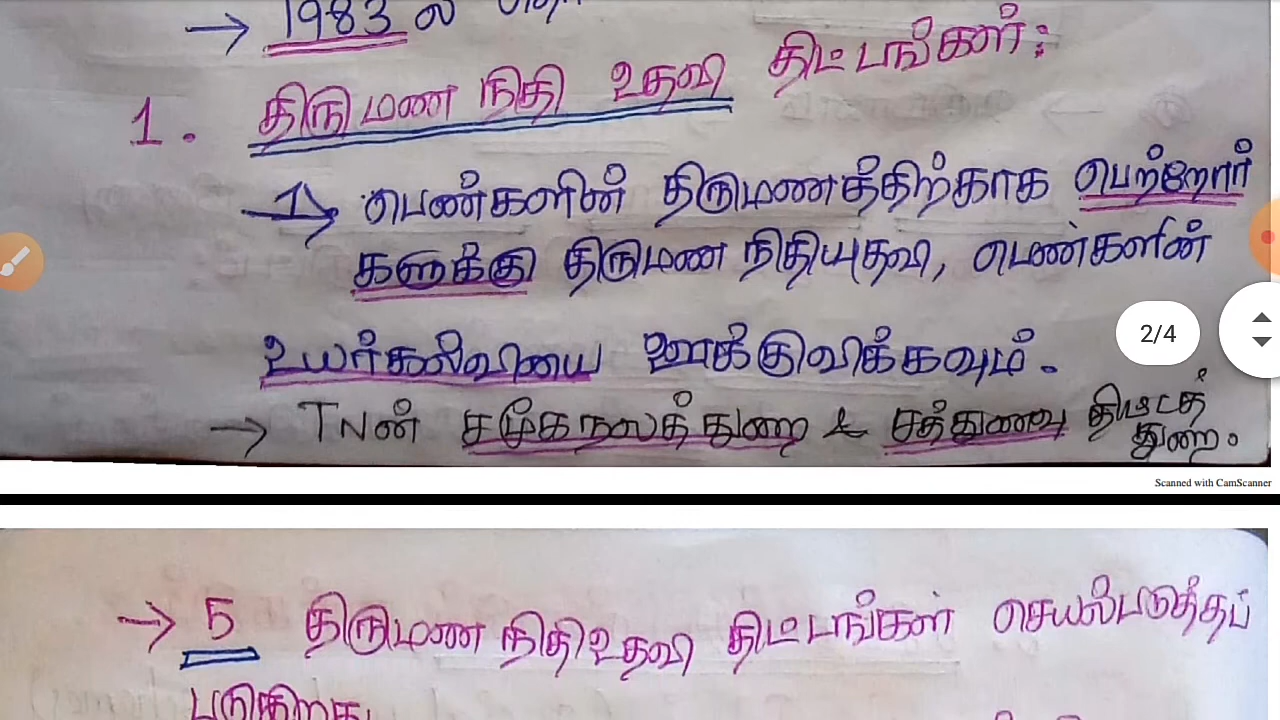 → 1983 ல
1. திருமண நிதி உதவி திட்டங்கள்:
1> பெண்களின் திருமணத்திற்காக பெற்றோர்
களுக்கு திருமண நிதியுதவி, பெண்களின்
உயர்கல்வியை ஊக்குவிக்கவும்.
→ TNன் சமூகநலத் துறை & சத்துணவு திட்டத்
துறை.
2/4
Scanned with CamScanner
→ 5 திருமண நிதிஉதவி திட்டங்கள் செயல்படுத்தப்
படுகிறது